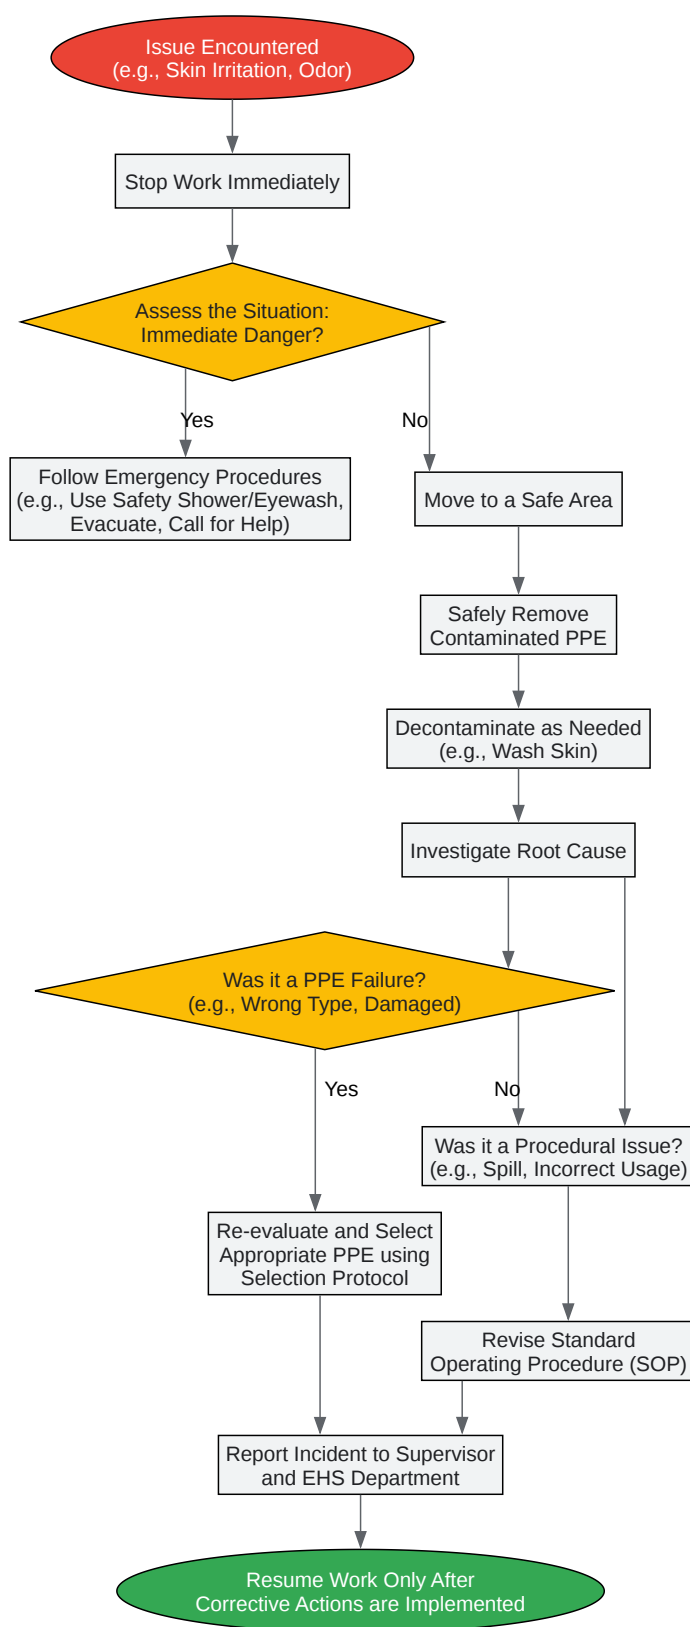 Issue Encountered
(e.g., Skin Irritation, Odor)
Stop Work Immediately
Assess the Situation:
Immediate Danger?
Yes
No
Follow Emergency Procedures
(e.g., Use Safety Shower/Eyewash,
Evacuate, Call for Help)
Move to a Safe Area
Safely Remove
Contaminated PPE
Decontaminate as Needed
(e.g., Wash Skin)
Investigate Root Cause
Was it a PPE Failure?
(e.g., Wrong Type, Damaged)
Yes
No
Was it a Procedural Issue?
(e.g., Spill, Incorrect Usage)
Re-evaluate and Select
Appropriate PPE using
Selection Protocol
Revise Standard
Operating Procedure (SOP)
Report Incident to Supervisor
and EHS Department
Resume Work Only After
Corrective Actions are Implemented